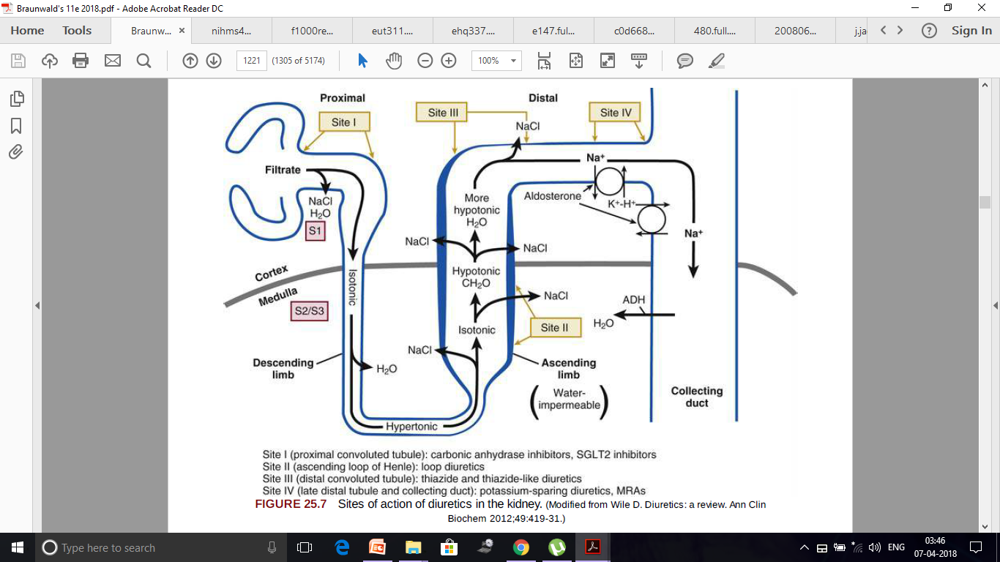 Braunwald's 11e 2018.pdf - Adobe Acrobat Reader DC
Home Tools Braunw... × nihms4... f1000re... eut311.... ehq337.... e147.ful... c0d668... 480.full.... 200806... j.ja Sign In
1221 (1305 of 5174) 100%
Proximal
Distal
Site I
Site III
Site IV
NaCl
Filtrate
NaCl
H₂O
S1
Na⁺
More
hypotonic
H₂O
Aldosterone
K⁺-H⁺
Na⁺
NaCl
NaCl
Cortex
Medulla
Isotonic
Hypotonic
CH₂O
S2/S3
NaCl
ADH
H₂O
Isotonic
Site II
NaCl
Descending
limb
H₂O
Ascending
limb
(Water-
impermeable)
Collecting
duct
Hypertonic
Site I (proximal convoluted tubule): carbonic anhydrase inhibitors, SGLT2 inhibitors
Site II (ascending loop of Henle): loop diuretics
Site III (distal convoluted tubule): thiazide and thiazide-like diuretics
Site IV (late distal tubule and collecting duct): potassium-sparing diuretics, MRAs
FIGURE 25.7 Sites of action of diuretics in the kidney. (Modified from Wile D. Diuretics: a review. Ann Clin
Biochem 2012;49:419-31.)
Type here to search
ENG
03:46
07-04-2018